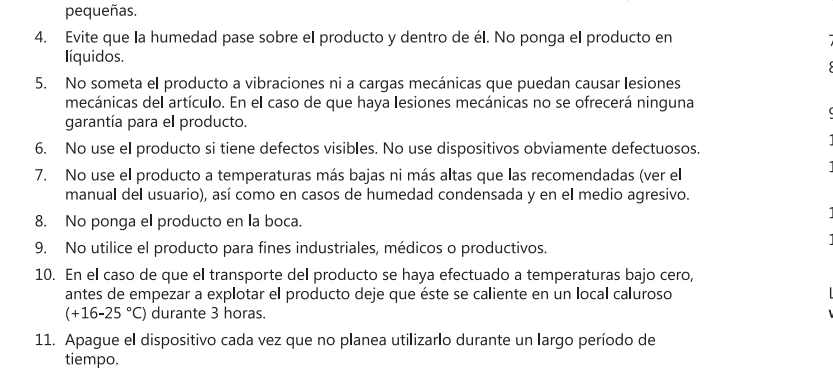 pequeñas.
4. Evite que la humedad pase sobre el producto y dentro de él. No ponga el producto en
líquidos.
5. No someta el producto a vibraciones ni a cargas mecánicas que puedan causar lesiones
mecánicas del artículo. En el caso de que haya lesiones mecánicas no se ofrecerá ninguna
garantía para el producto.
6. No use el producto si tiene defectos visibles. No use dispositivos obviamente defectuosos.
7. No use el producto a temperaturas más bajas ni más altas que las recomendadas (ver el
manual del usuario), así como en casos de humedad condensada y en el medio agresivo.
8. No ponga el producto en la boca.
9. No utilice el producto para fines industriales, médicos o productivos.
10. En el caso de que el transporte del producto se haya efectuado a temperaturas bajo cero,
antes de empezar a explotar el producto deje que éste se caliente en un local caluroso
(+16-25 °C) durante 3 horas.
11. Apague el dispositivo cada vez que no planea utilizarlo durante un largo período de
tiempo.